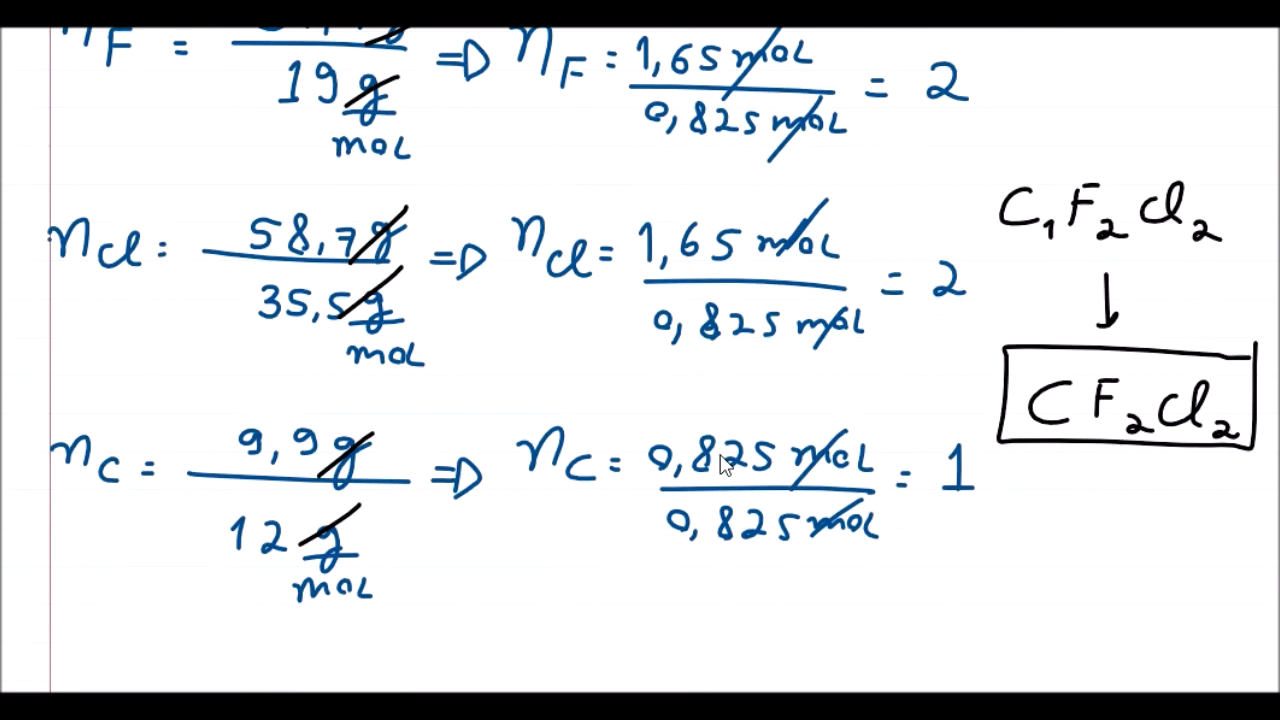 n_F = 19 g/mol ⇒ n_F = 1,65 mol / 0,825 mol = 2
n_Cl = 58,7 g / 35,5 g/mol ⇒ n_Cl = 1,65 mol / 0,825 mol = 2
C₁F₂Cl₂
↓
CF₂Cl₂
n_C = 9,9 g / 12 g/mol ⇒ n_C = 0,825 mol / 0,825 mol = 1